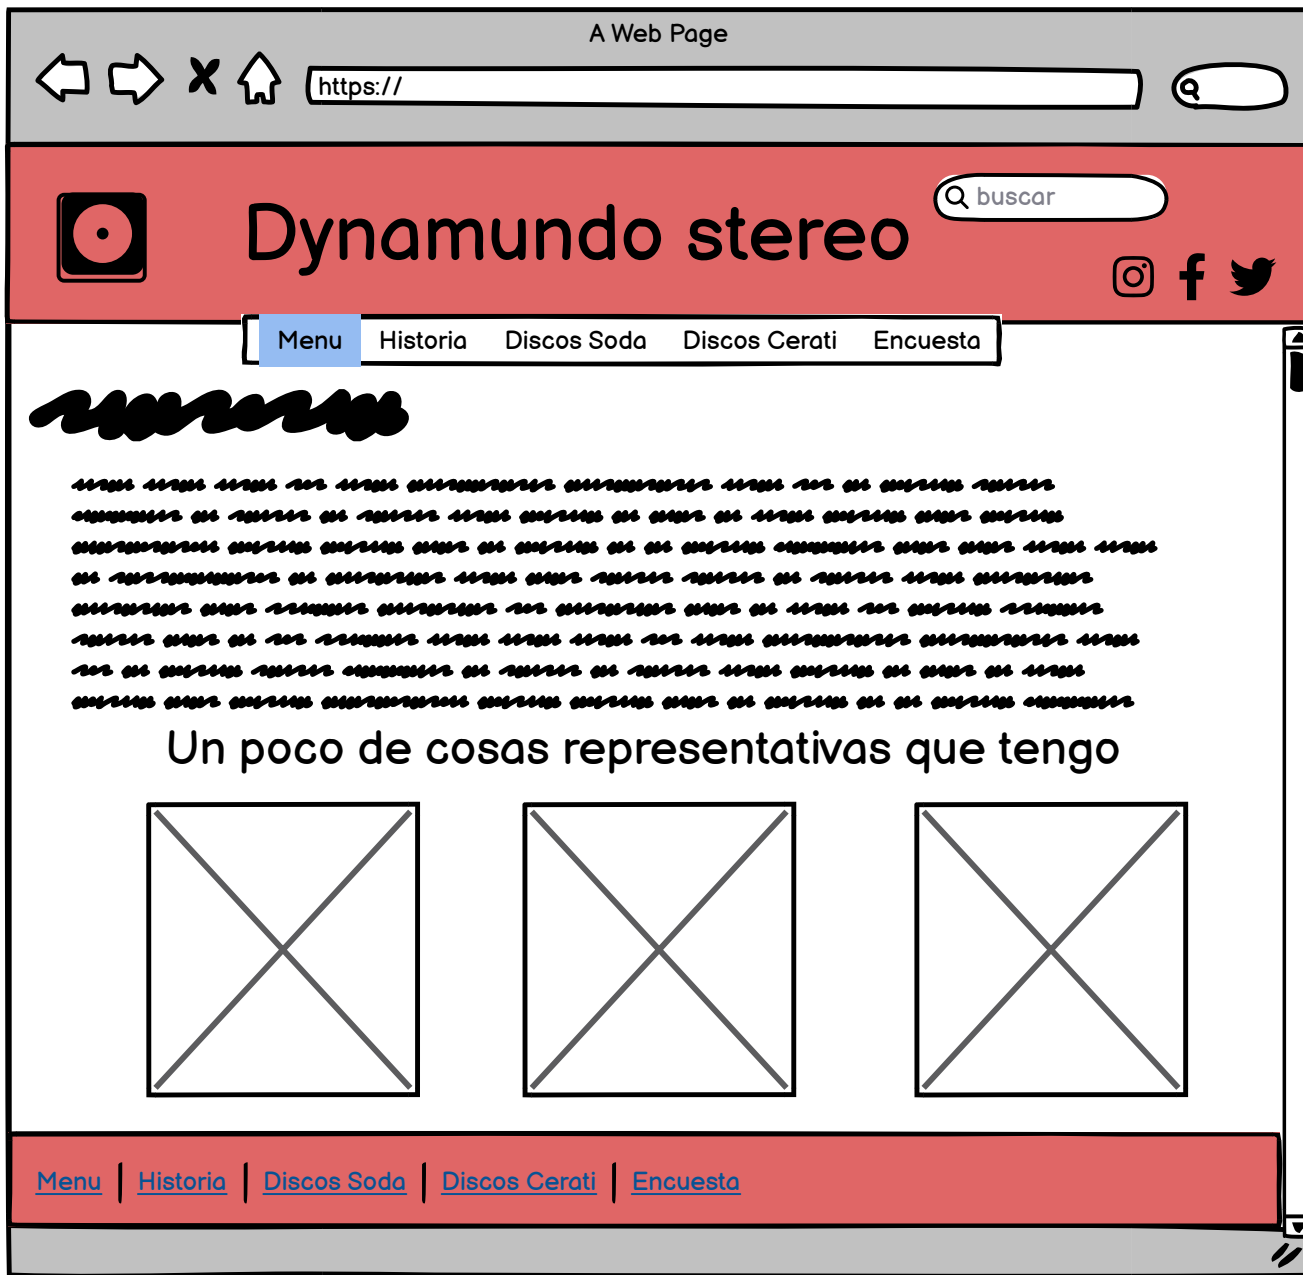 A Web Page
https://
buscar
Dynamundo stereo
Menu Historia Discos Soda Discos Cerati Encuesta
Un poco de cosas representativas que tengo
Menu Historia Discos Soda Discos Cerati Encuesta